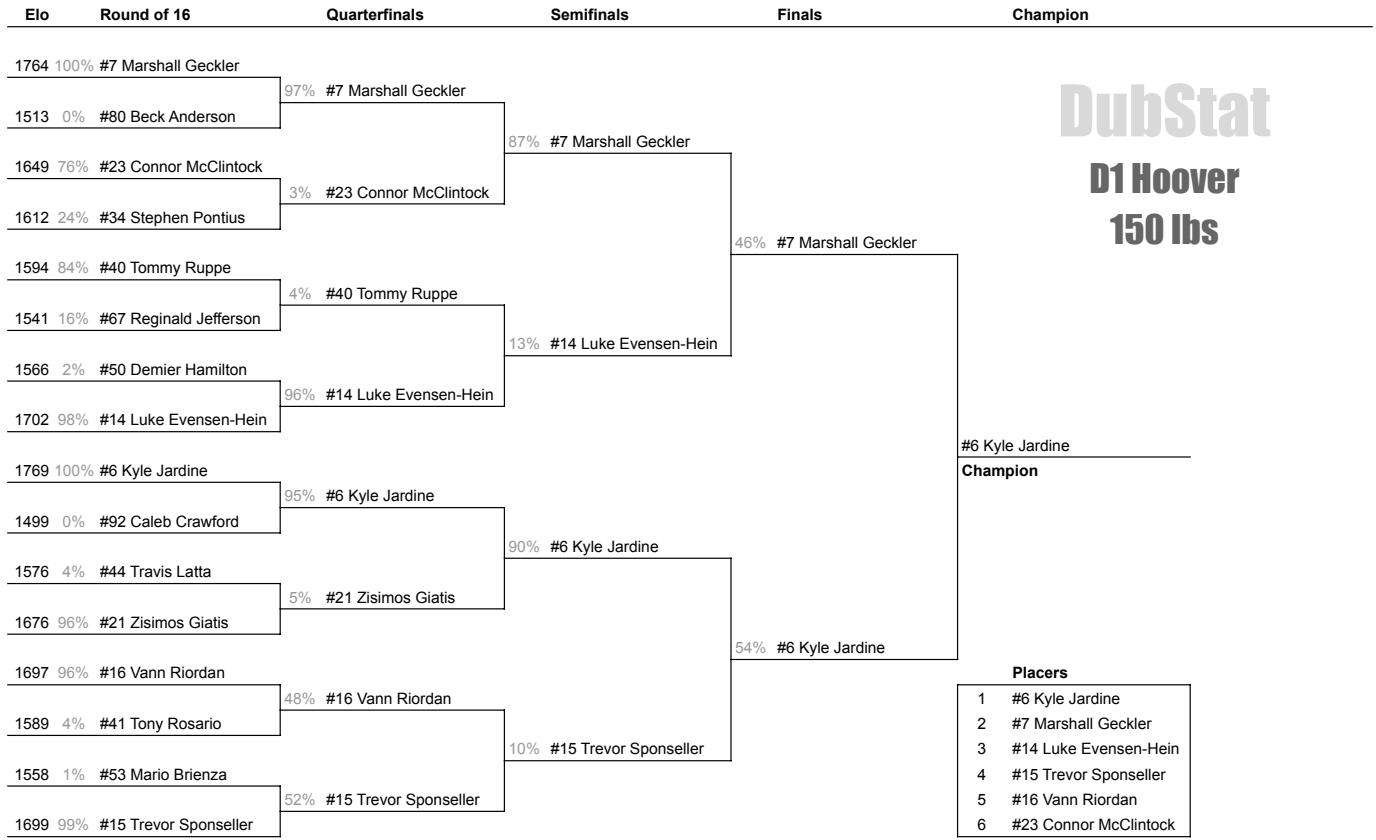 Elo Round of 16 Quarterfinals Semifinals Finals Champion
1764 100% #7 Marshall Geckler
97% #7 Marshall Geckler
DubStat
1513 0% #80 Beck Anderson
87% #7 Marshall Geckler
1649 76% #23 Connor McClintock
D1 Hoover
3% #23 Connor McClintock
1612 24% #34 Stephen Pontius
150 lbs
46% #7 Marshall Geckler
1594 84% #40 Tommy Ruppe
4% #40 Tommy Ruppe
1541 16% #67 Reginald Jefferson
13% #14 Luke Evensen-Hein
1566 2% #50 Demier Hamilton
96% #14 Luke Evensen-Hein
1702 98% #14 Luke Evensen-Hein
#6 Kyle Jardine
1769 100% #6 Kyle Jardine
Champion
95% #6 Kyle Jardine
1499 0% #92 Caleb Crawford
90% #6 Kyle Jardine
1576 4% #44 Travis Latta
5% #21 Zisimos Giatis
1676 96% #21 Zisimos Giatis
54% #6 Kyle Jardine
1697 96% #16 Vann Riordan
48% #16 Vann Riordan
1589 4% #41 Tony Rosario
10% #15 Trevor Sponseller
1558 1% #53 Mario Brienza
52% #15 Trevor Sponseller
1699 99% #15 Trevor Sponseller
Placers
1 #6 Kyle Jardine
2 #7 Marshall Geckler
3 #14 Luke Evensen-Hein
4 #15 Trevor Sponseller
5 #16 Vann Riordan
6 #23 Connor McClintock